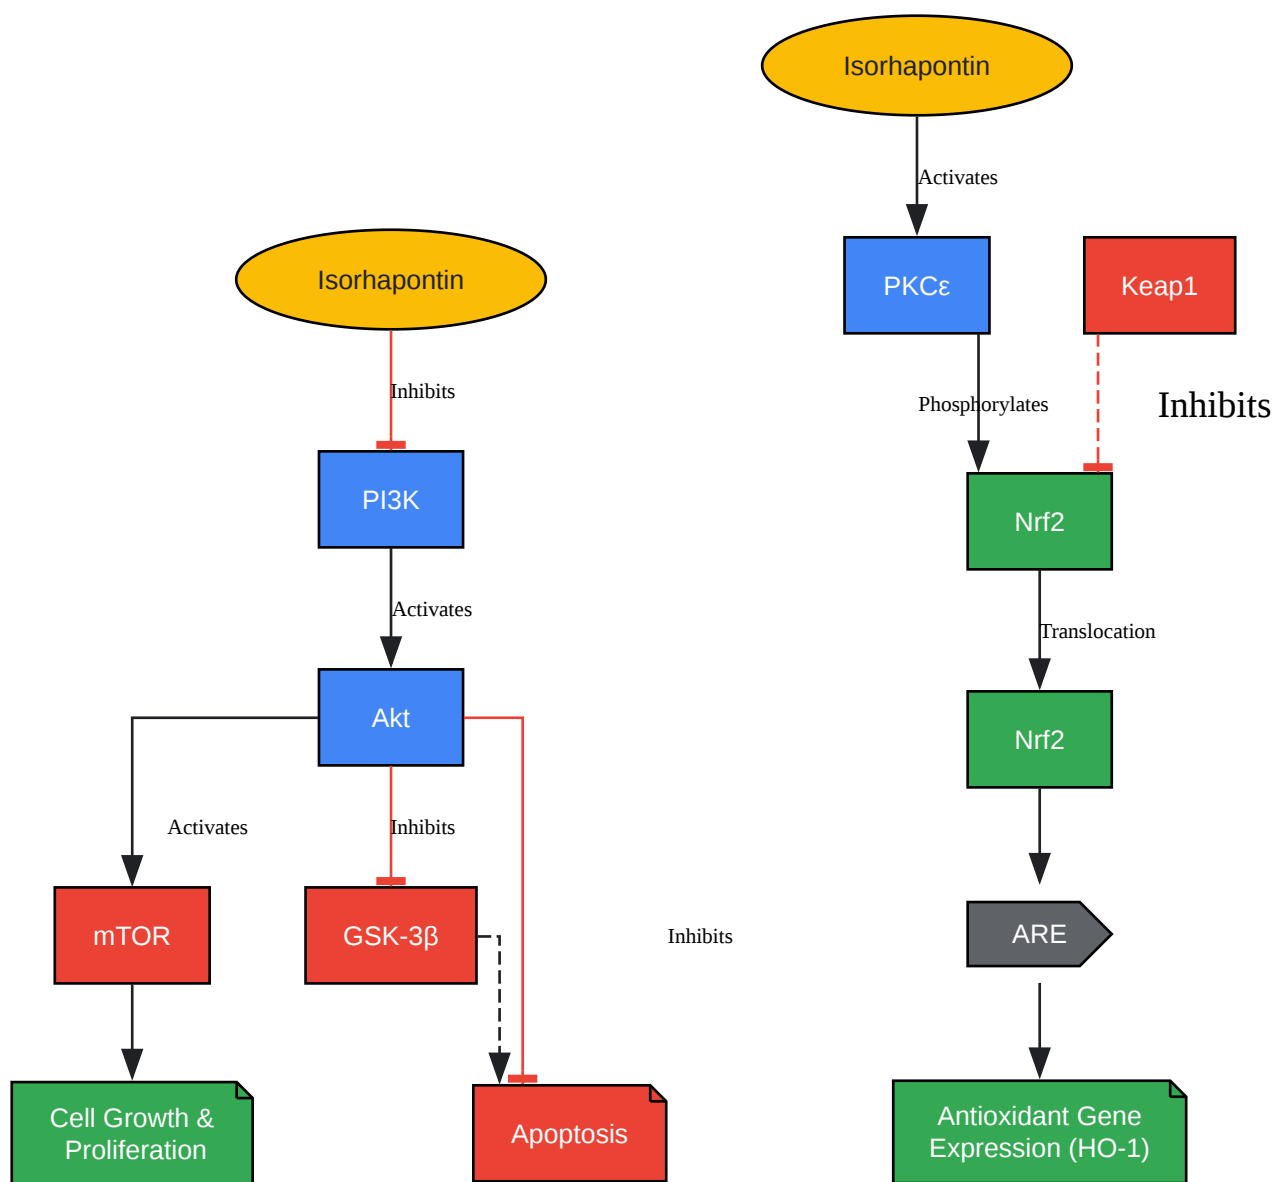 Isorhapontin
Inhibits
PI3K
Activates
Akt
Activates
Inhibits
Inhibits
mTOR
GSK-3β
Cell Growth &
Proliferation
Apoptosis
Isorhapontin
Activates
PKCε
Keap1
Phosphorylates
Inhibits
Nrf2
Translocation
Nrf2
ARE
Antioxidant Gene
Expression (HO-1)